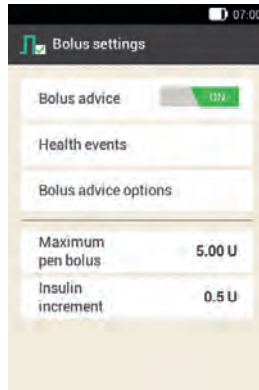 07:00
Bolus settings
Bolus advice ON
Health events
Bolus advice options
Maximum
pen bolus 5.00 U
Insulin
increment 0.5 U